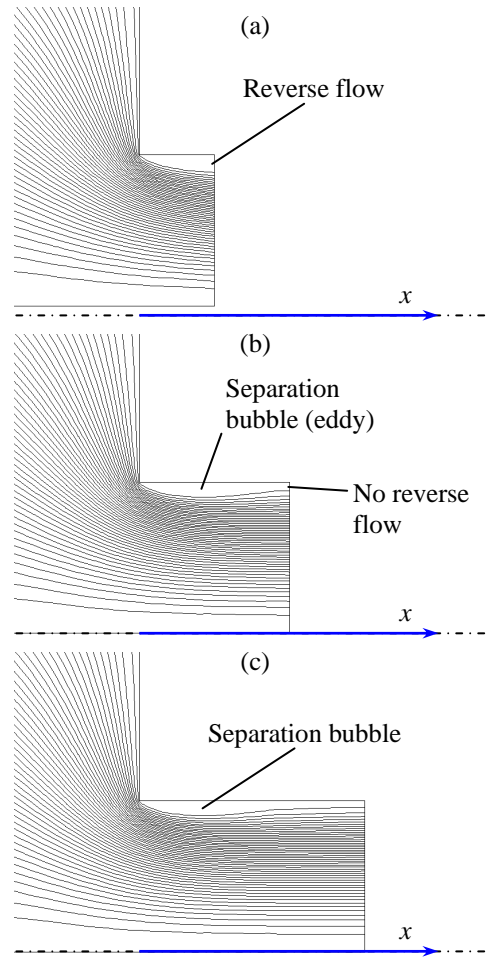 (a)
Reverse flow
x
(b)
Separation
bubble (eddy)
No reverse
flow
x
(c)
Separation bubble
x